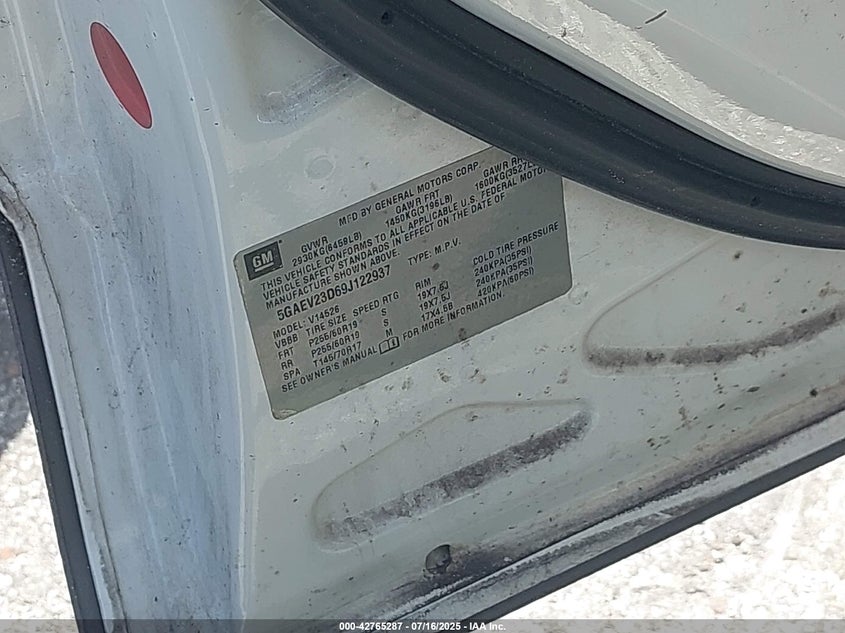 GM
MFD BY GENERAL MOTORS CORP.
GVWR GAWR FRT GAWR RR
2930KG(6459LB) 1450KG(3196LB) 1600KG(3527L
THIS VEHICLE CONFORMS TO ALL APPLICABLE U.S. FEDERAL MOTOR
VEHICLE SAFETY STANDARDS IN EFFECT ON THE DATE OF
MANUFACTURE SHOWN ABOVE.
5GAEV23D69J122937 TYPE: M.P.V.
MODEL: V14526
VBBB TIRE SIZE SPEED RTG RIM COLD TIRE PRESSURE
FRT P255/60R19 S 19X7.5J 240KPA(35PSI)
RR P255/60R19 S 19X7.5J 240KPA(35PSI)
SPA T145/70R17 M 17X4.5B 420KPA(60PSI)
SEE OWNER'S MANUAL FOR MORE INFORMATION.
000-42765287 - 07/16/2025 - IAA Inc.